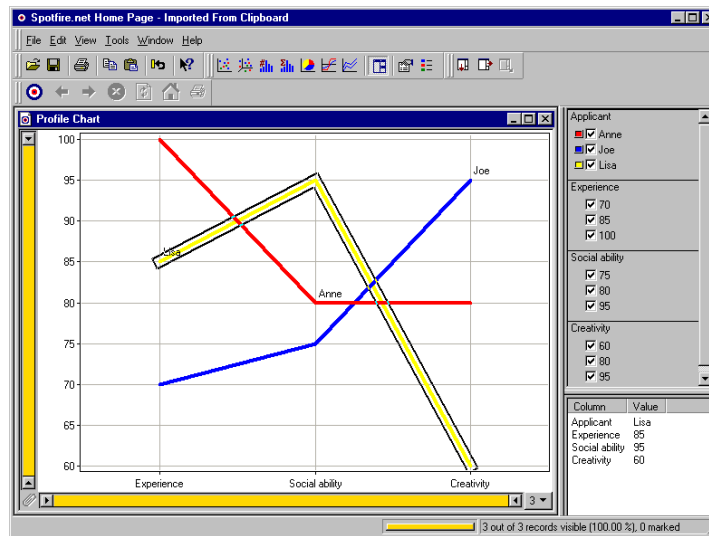 Spotfire.net Home Page - Imported From Clipboard
File Edit View Tools Window Help
Profile Chart
100
95
90
85
80
75
70
65
60
Joe
Lisa
Anne
Experience Social ability Creativity
3
Applicant
Anne
Joe
Lisa
Experience
70
85
100
Social ability
75
80
95
Creativity
60
80
95
Column Value
Applicant Lisa
Experience 85
Social ability 95
Creativity 60
3 out of 3 records visible (100.00 %), 0 marked